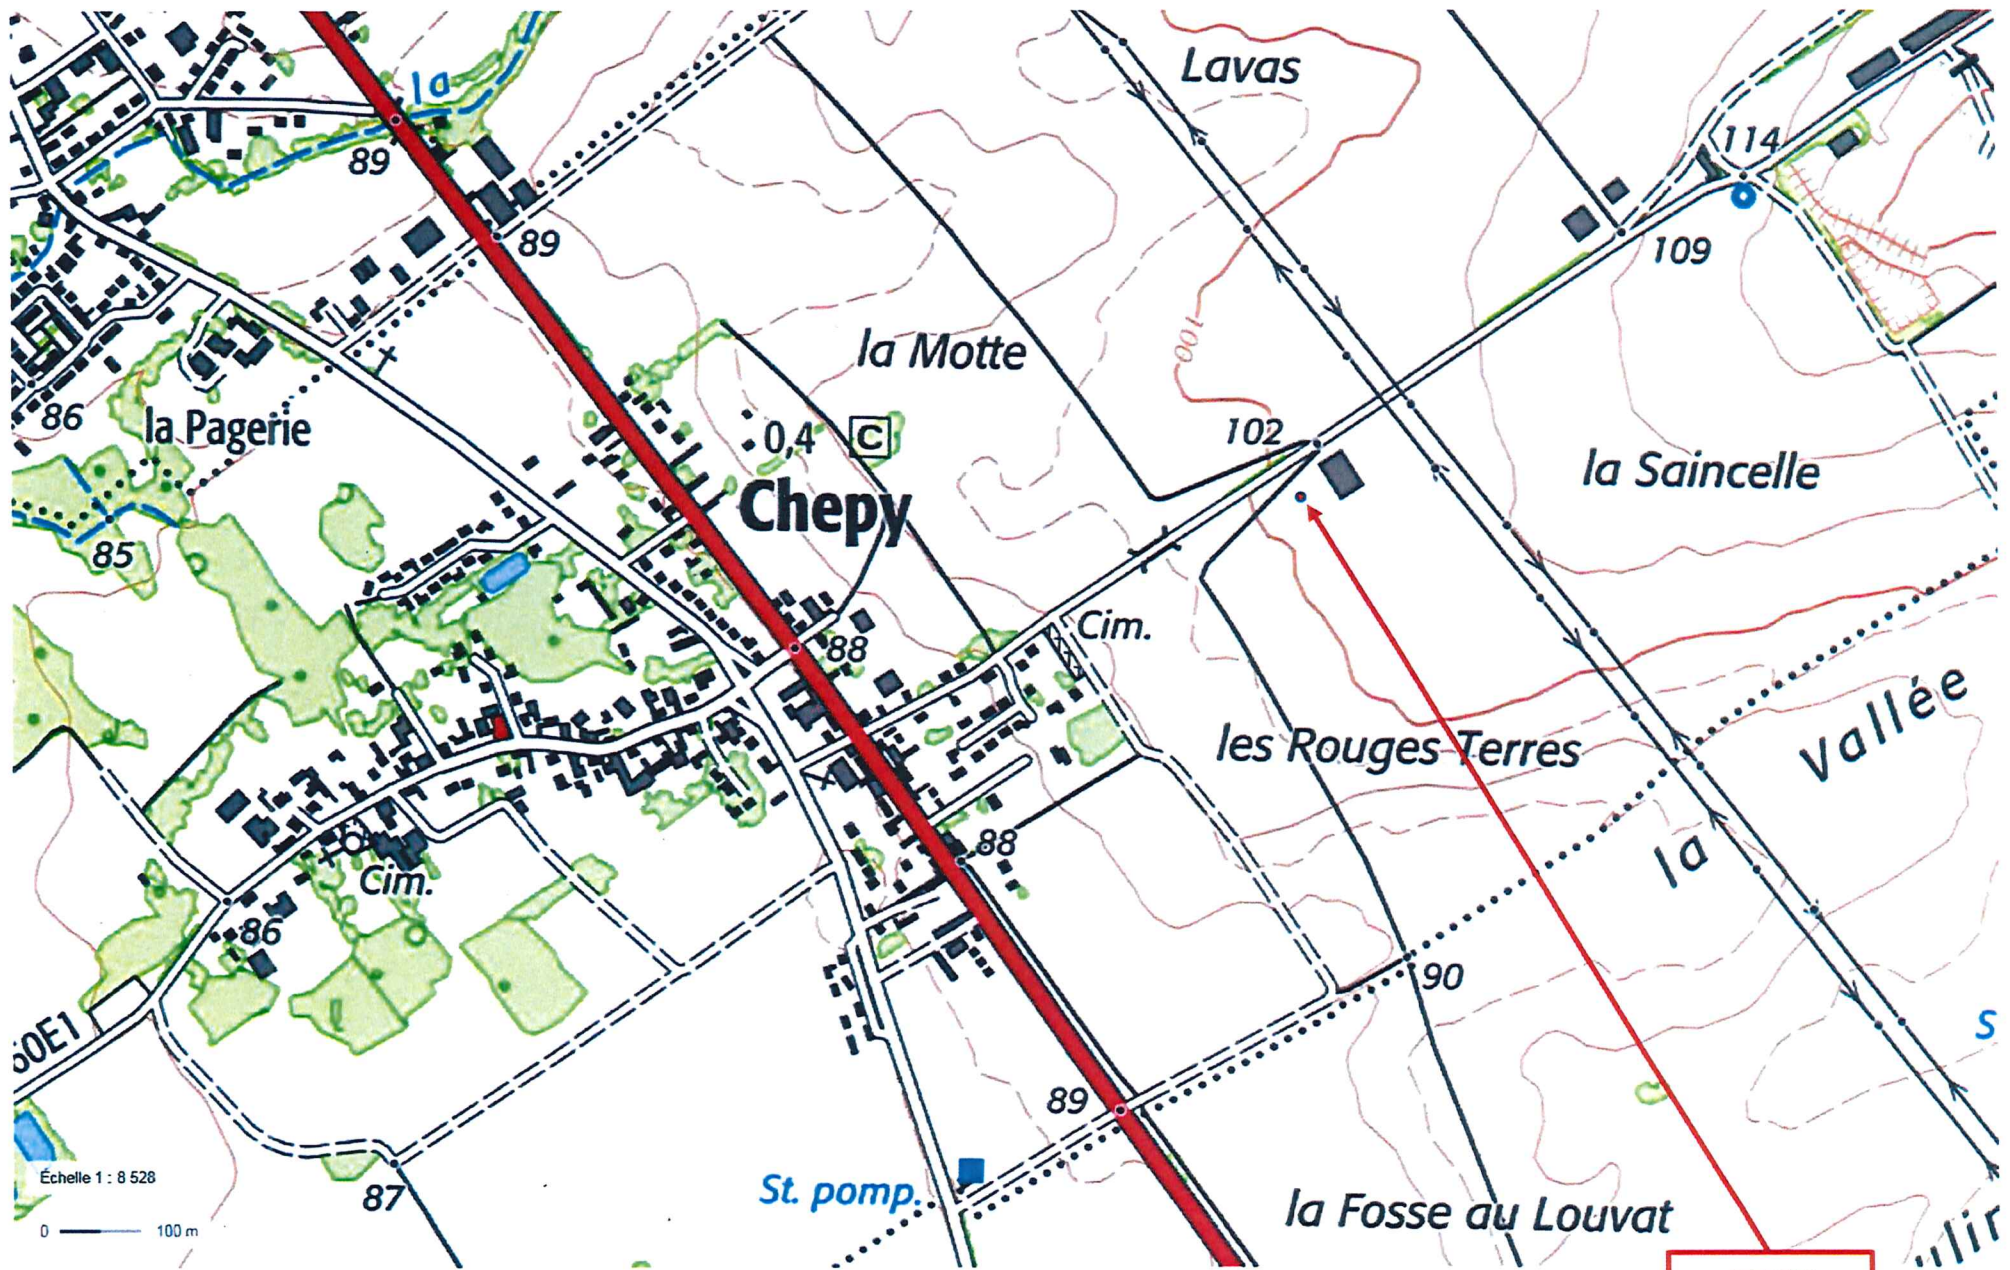 la
Lavas
89
114
89
109
la Motte
100
86
la Pagerie
102
0,4
C
la Saincelle
Chepy
85
Cim.
88
les Rouges Terres
Vallée
88
la
Cim.
86
90
60E1
S
89
Échelle 1 : 8 528
87
St. pomp.
la Fosse au Louvat
0 100 m